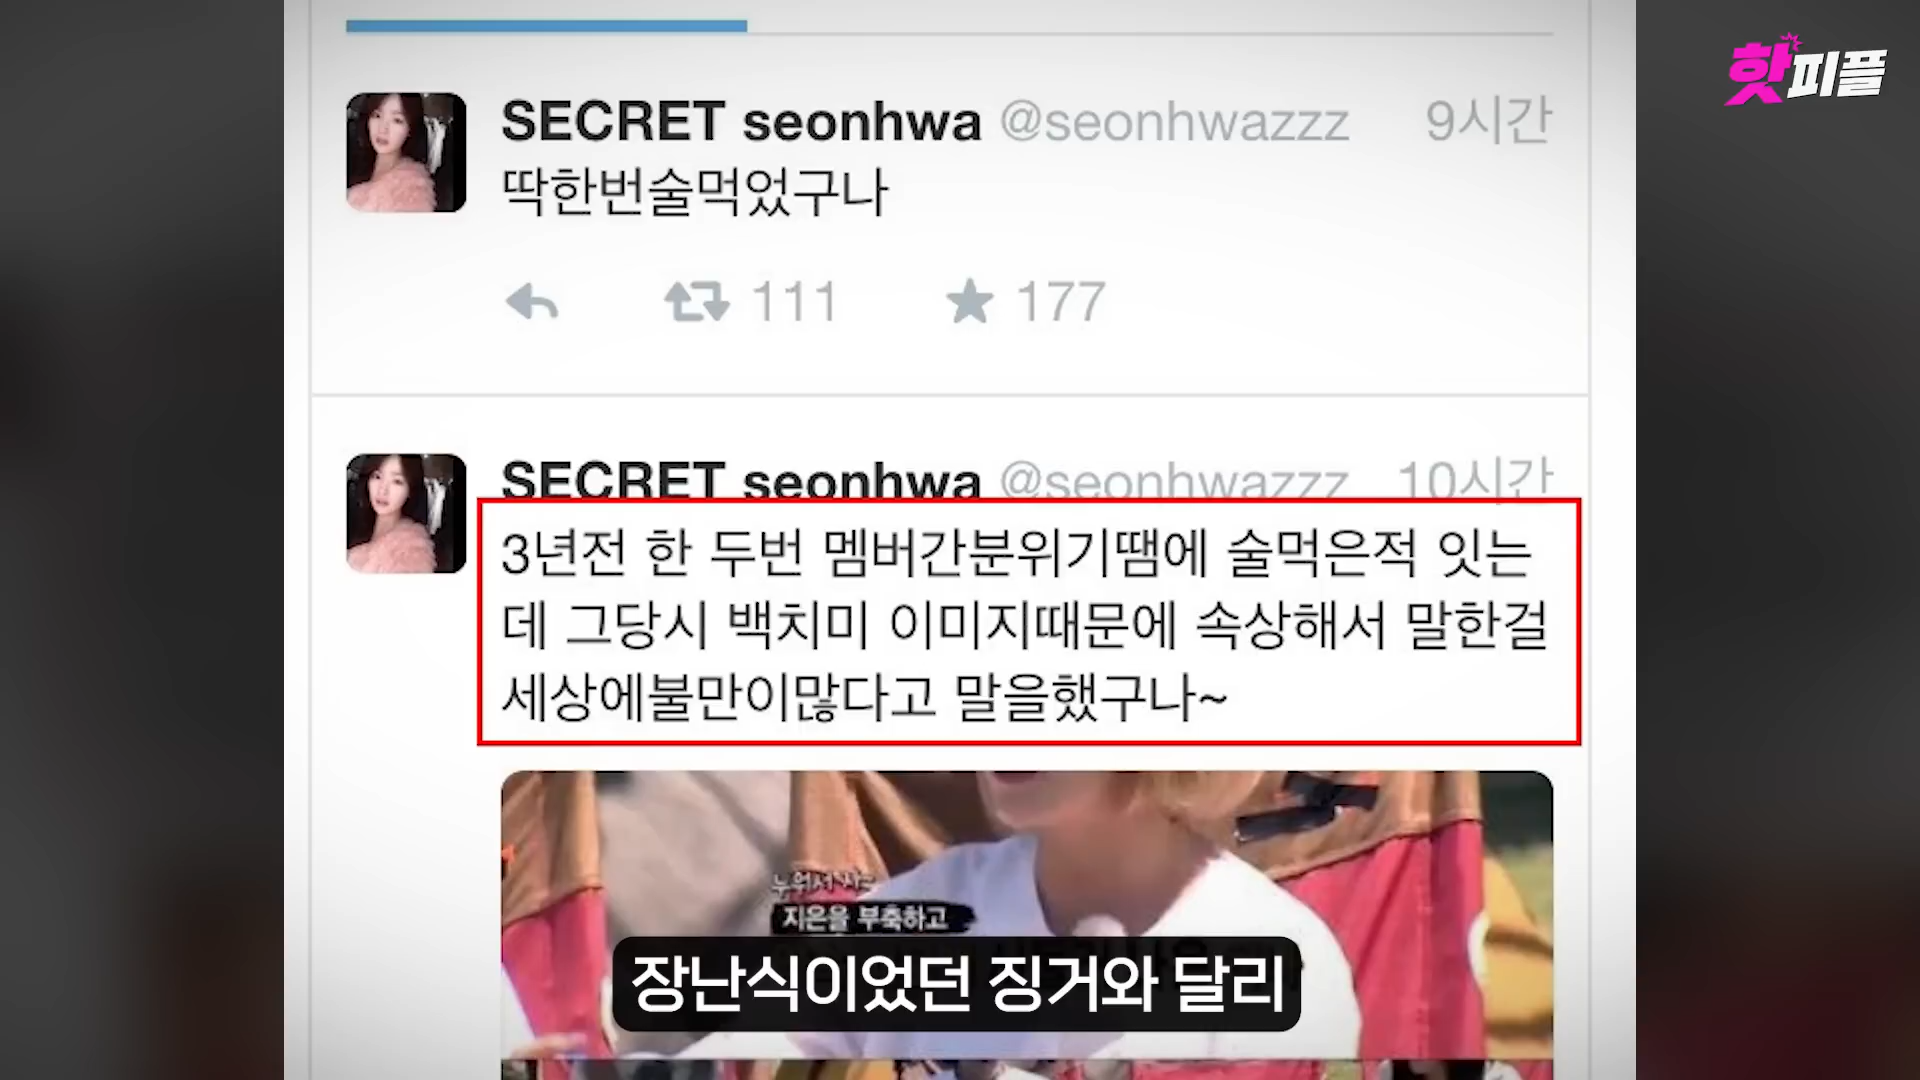 핫피플
SECRET seonhwa @seonhwazzz 9시간
딱한번술먹었구나
111 177
SECRET seonhwa @seonhwazzz 10시간
3년전 한 두번 멤버간분위기땜에 술먹은적 잇는
데 그당시 백치미 이미지때문에 속상해서 말한걸
세상에불만이많다고 말을했구나~
지은을 부축하고
장난식이었던 징거와 달리